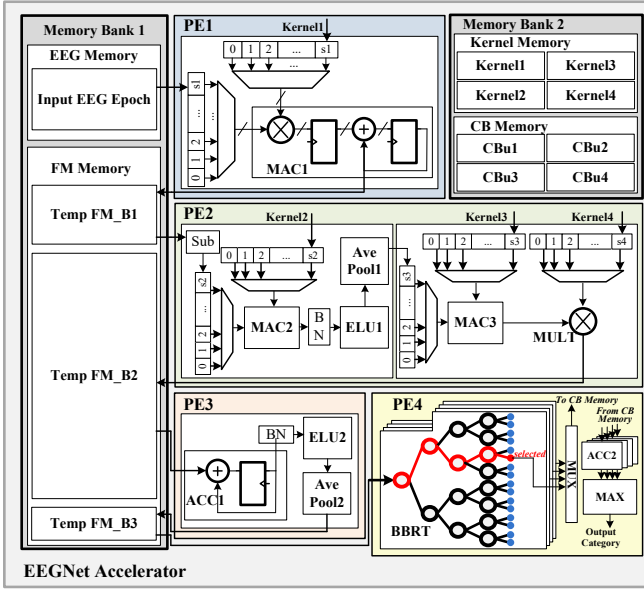 Memory Bank 1
EEG Memory
Input EEG Epoch
FM Memory
Temp FM_B1
Temp FM_B2
Temp FM_B3
PE1
Kernel1
0 1 2 ... s1
...
s1
...
2
1
0
MAC1
Memory Bank 2
Kernel Memory
Kernel1 Kernel3
Kernel2 Kernel4
CB Memory
CBu1 CBu2
CBu3 CBu4
PE2
Kernel2
Sub
0 1 2 ... s2
s2
...
2
1
0
MAC2
BN
ELU1
Ave
Pool1
Kernel3
Kernel4
0 1 2 ... s3
0 1 2 ... s4
s3
...
2
1
0
MAC3
MULT
PE3
ACC1
BN
ELU2
Ave
Pool2
PE4
BBRT
selected
MUX
To CB Memory
From CB
Memory
ACC2
MAX
Output
Category
EEGNet Accelerator